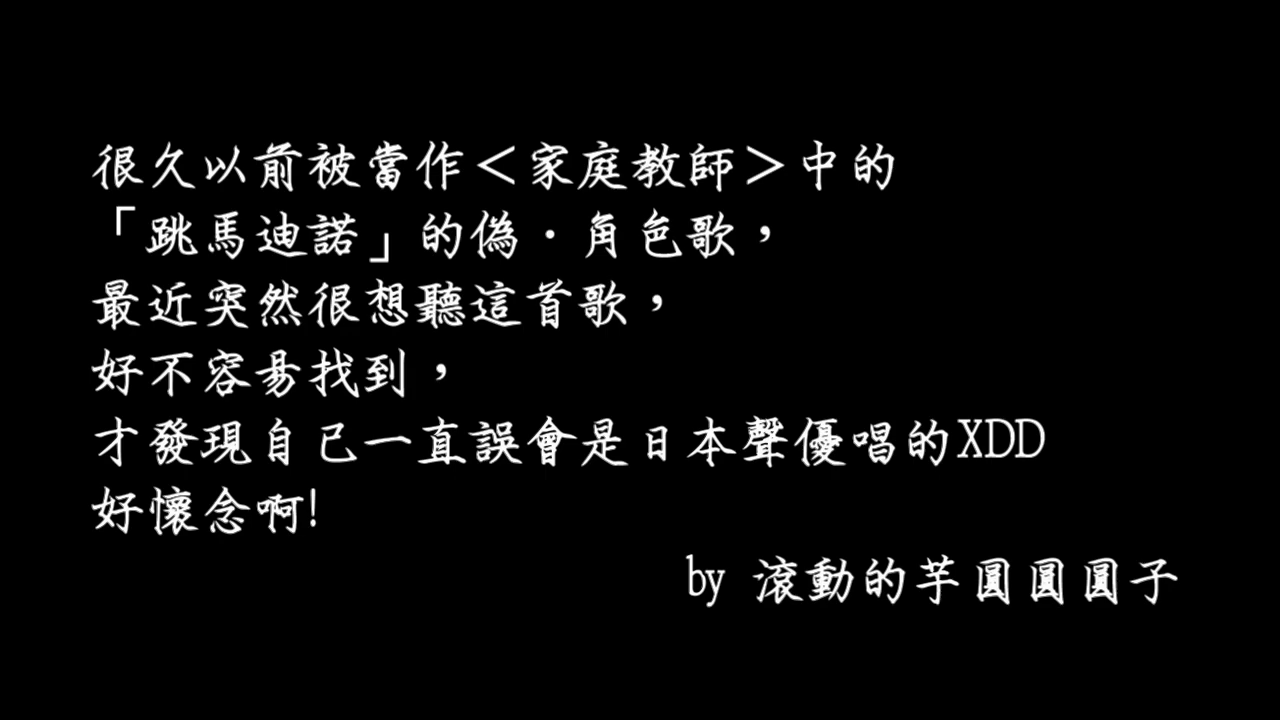 很久以前被當作＜家庭教師＞中的
「跳馬迪諾」的偽．角色歌，
最近突然很想聽這首歌，
好不容易找到，
才發現自己一直誤會是日本聲優唱的XDD
好懷念啊!
by 滾動的芋圓圓圓子